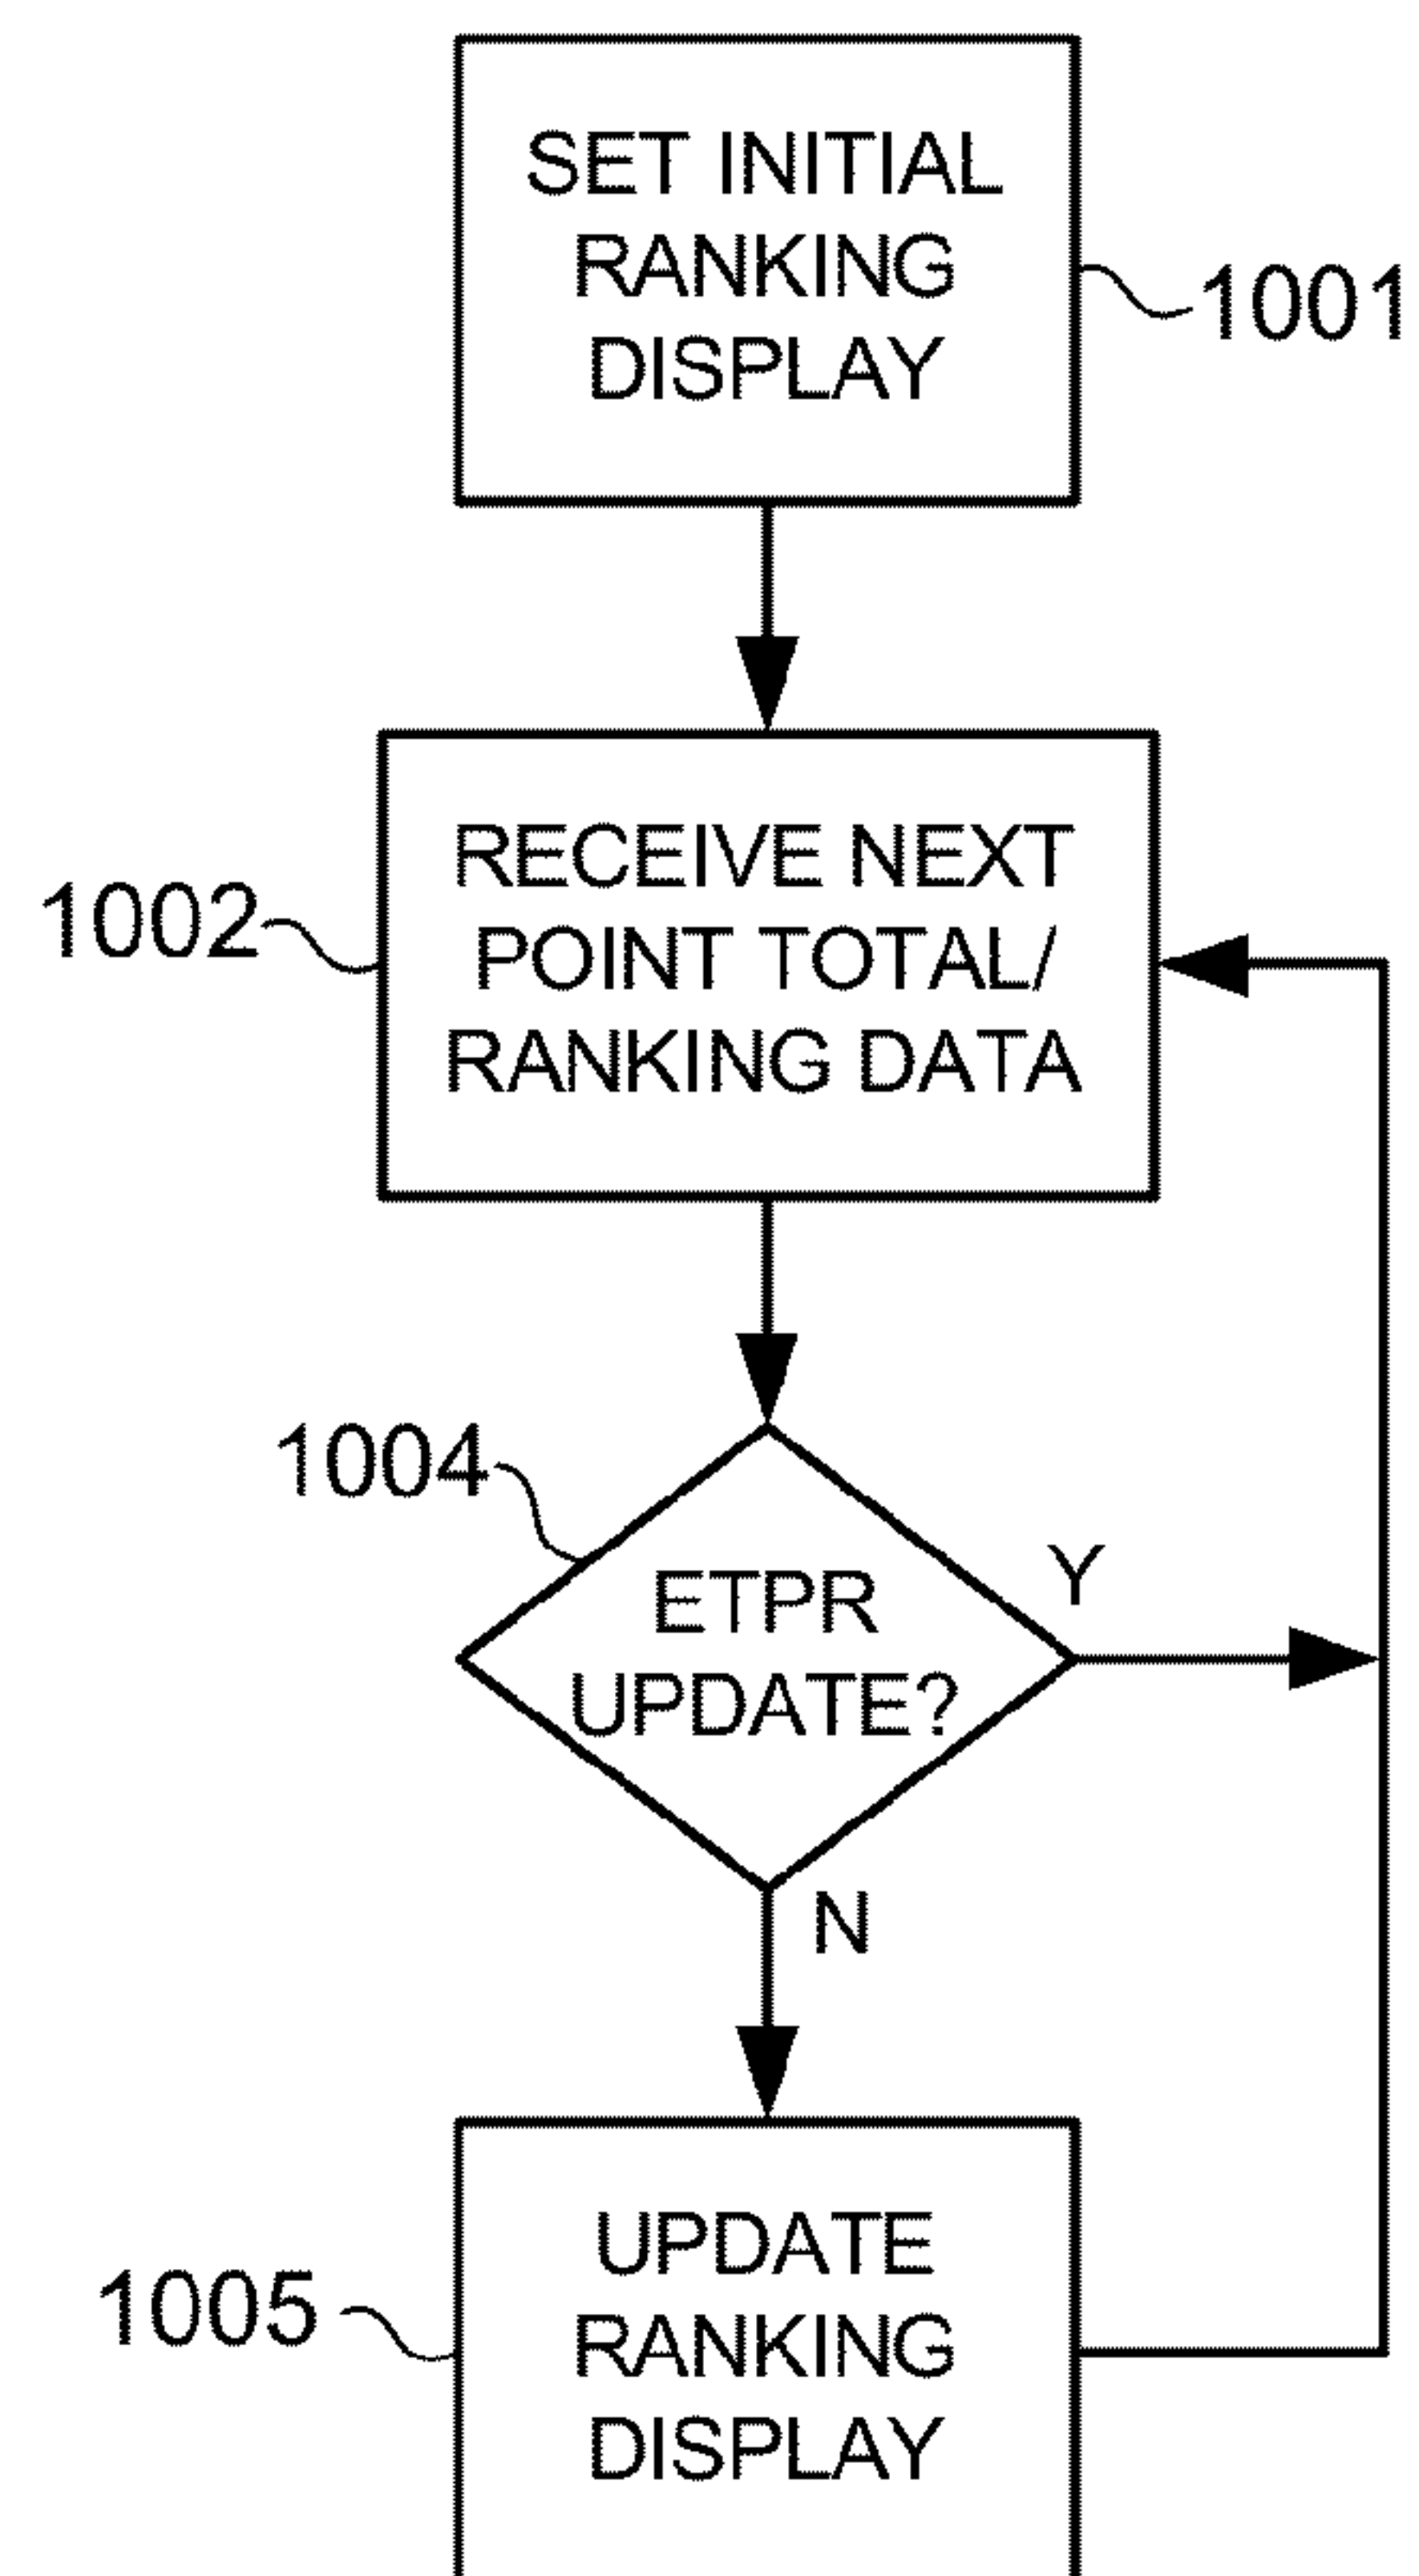 SET INITIAL
RANKING
DISPLAY
1001
RECEIVE NEXT
POINT TOTAL/
RANKING DATA
1002
1004
ETPR
UPDATE?
Y
N
UPDATE
RANKING
DISPLAY
1005